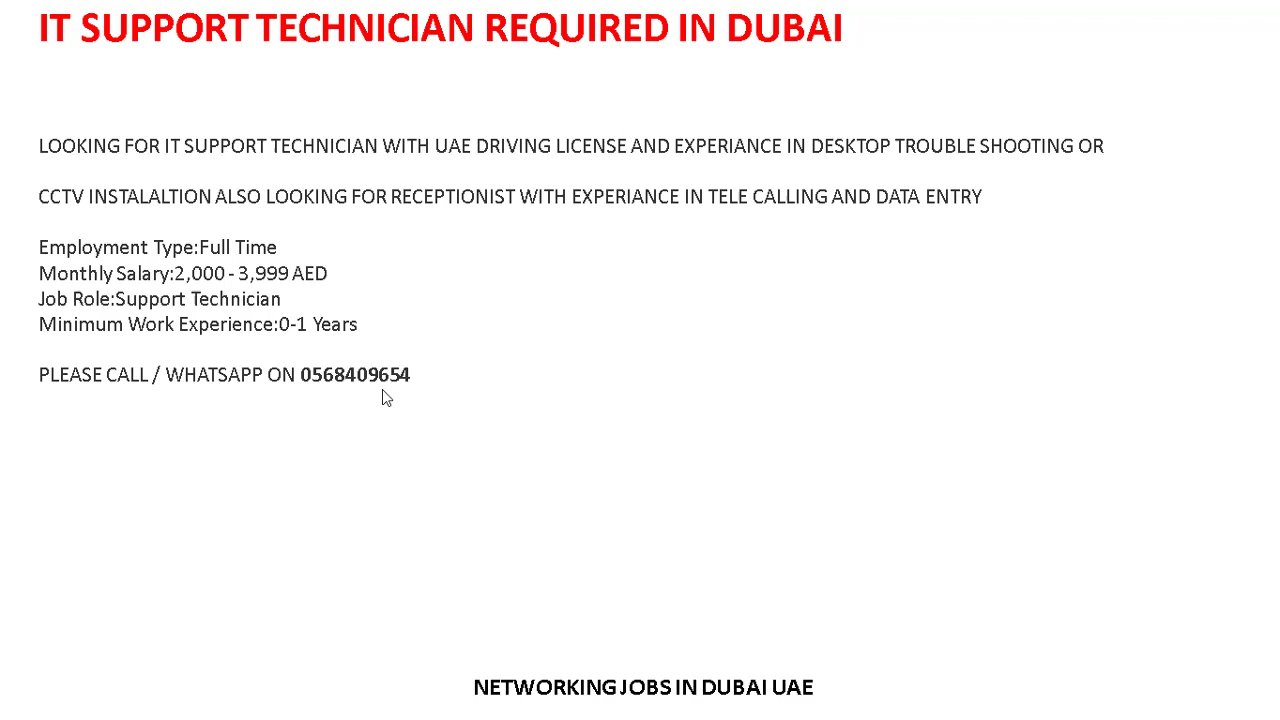 IT SUPPORT TECHNICIAN REQUIRED IN DUBAI
LOOKING FOR IT SUPPORT TECHNICIAN WITH UAE DRIVING LICENSE AND EXPERIANCE IN DESKTOP TROUBLE SHOOTING OR
CCTV INSTALALTION ALSO LOOKING FOR RECEPTIONIST WITH EXPERIANCE IN TELE CALLING AND DATA ENTRY
Employment Type:Full Time
Monthly Salary:2,000 - 3,999 AED
Job Role:Support Technician
Minimum Work Experience:0-1 Years
PLEASE CALL / WHATSAPP ON 0568409654
NETWORKING JOBS IN DUBAI UAE